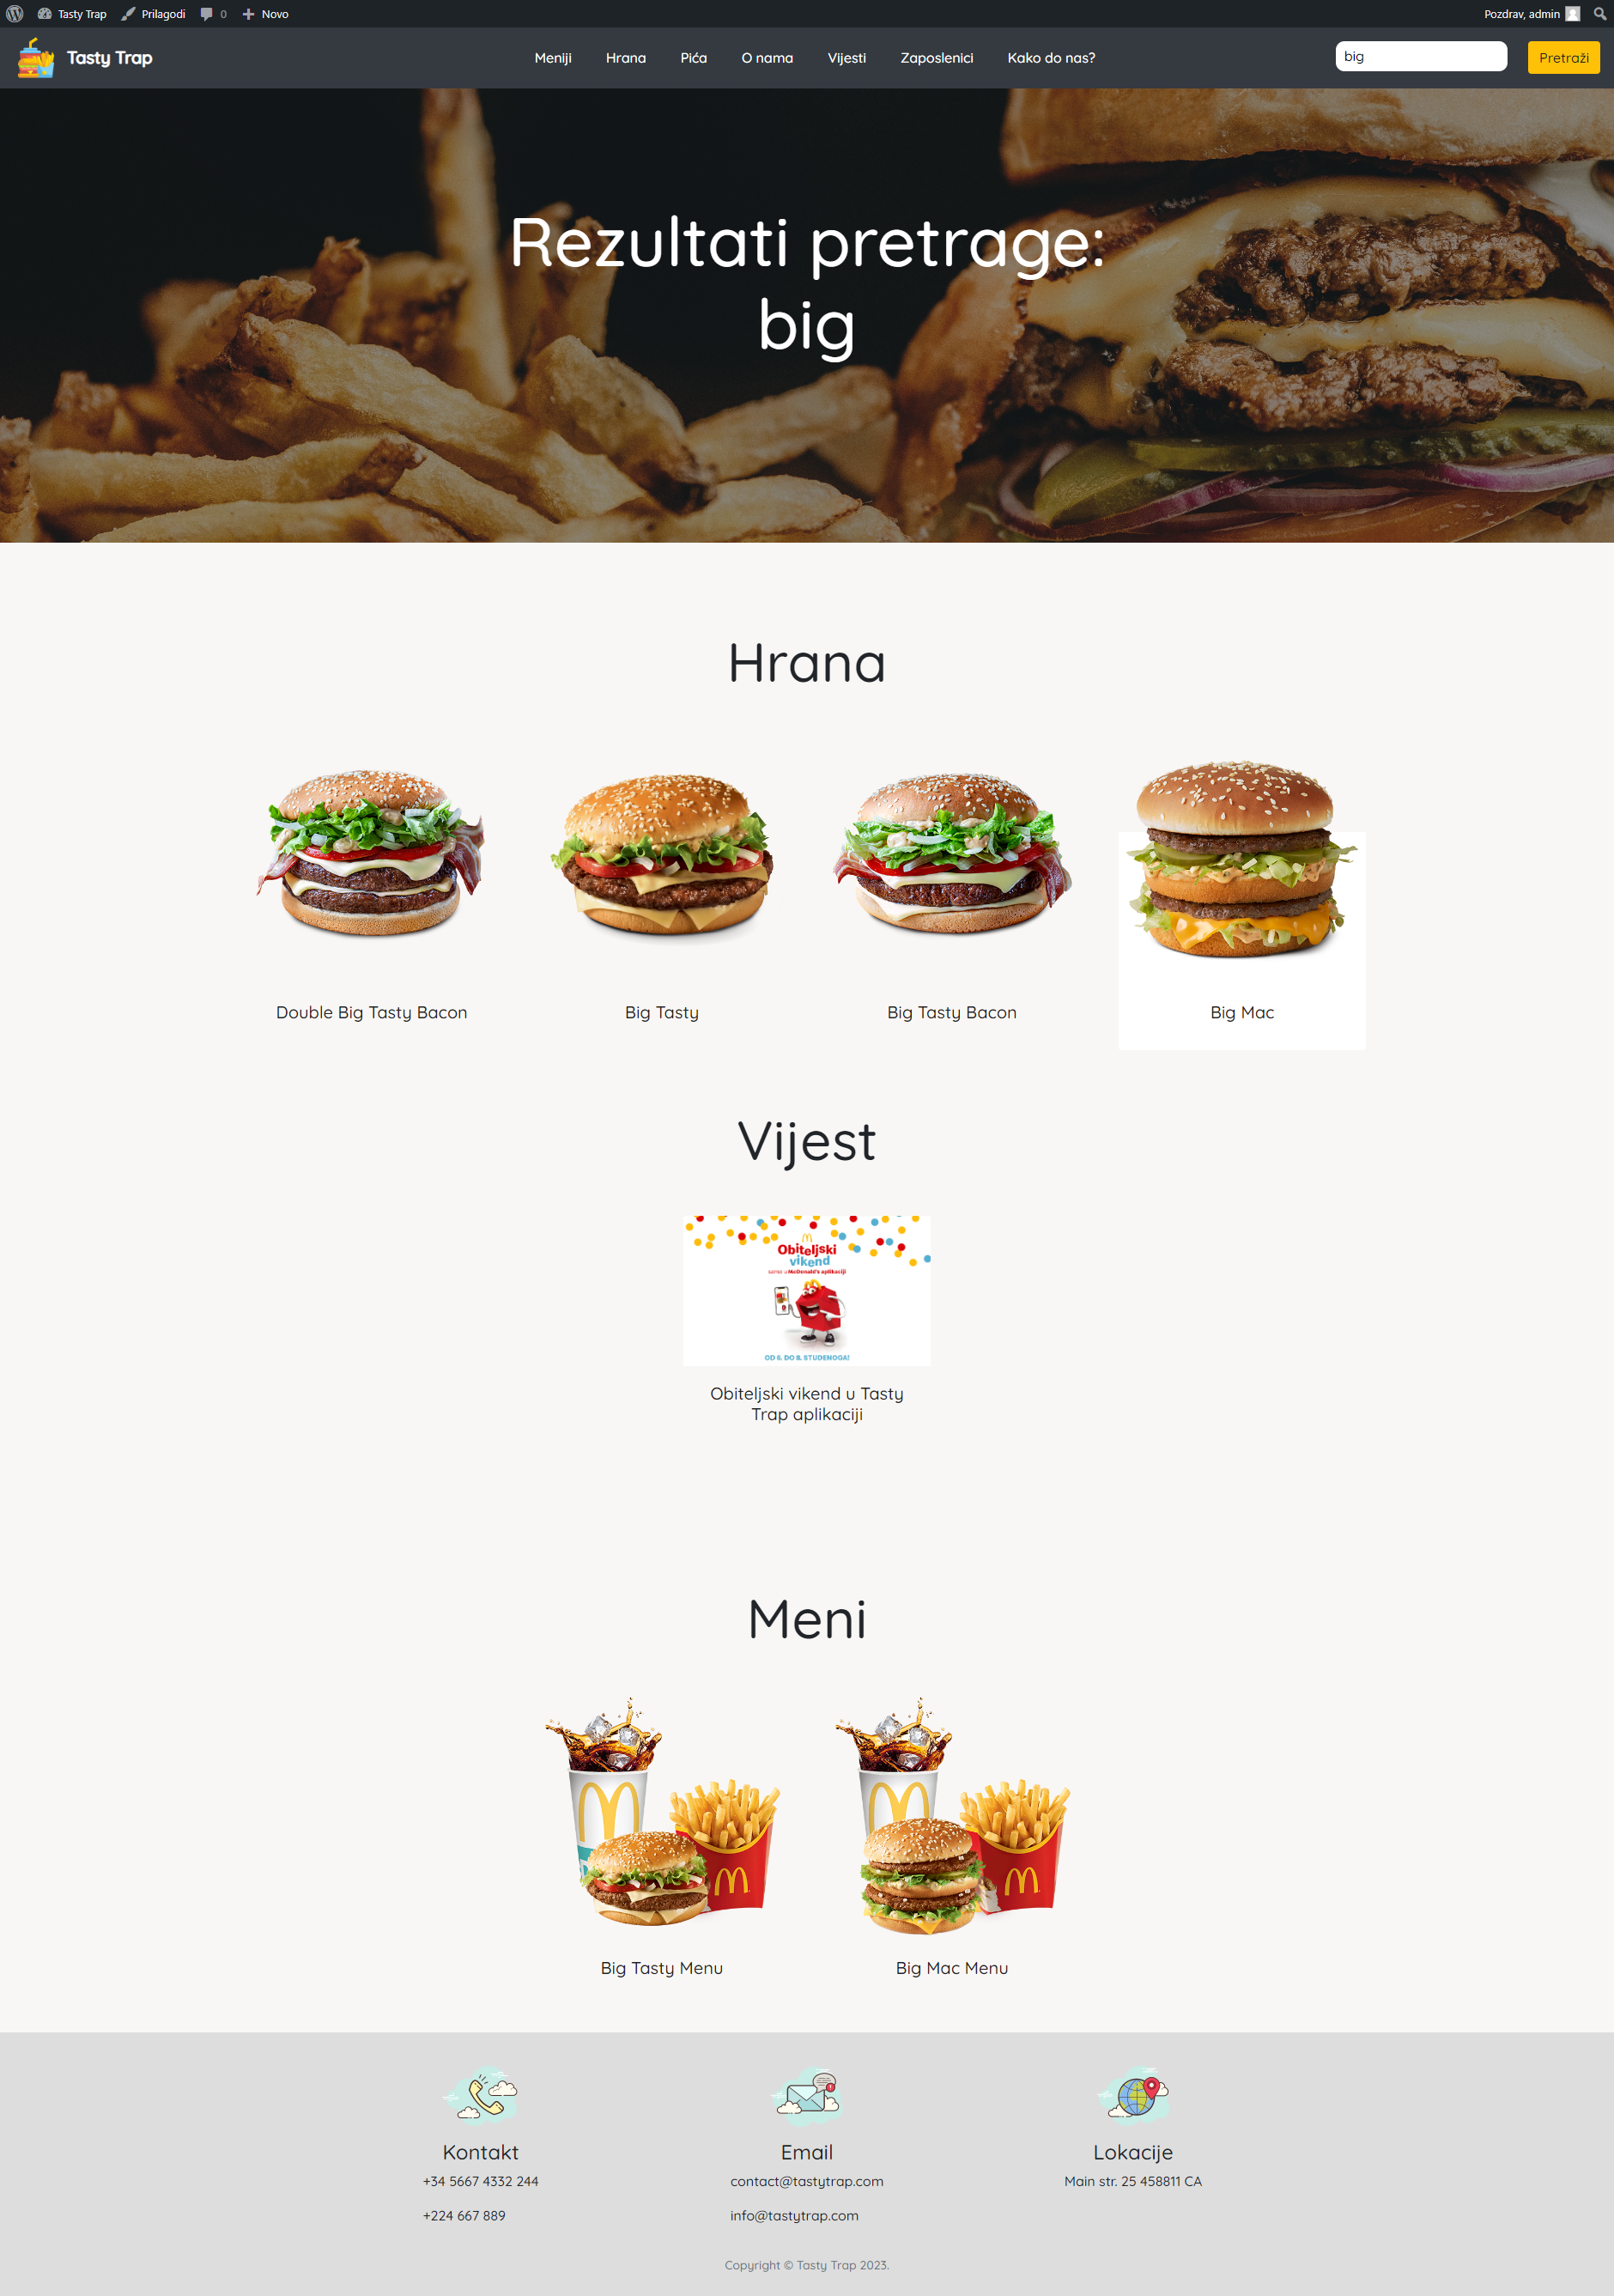 Tasty Trap Prilagodi 0 Novo Pozdrav, admin
Tasty Trap Meniji Hrana Pića O nama Vijesti Zaposlenici Kako do nas? big Pretraži
Rezultati pretrage:
big
Hrana
Double Big Tasty Bacon Big Tasty Big Tasty Bacon Big Mac
Vijest
Obiteljski
vikend
samo u McDonald's aplikaciji
OD 6. DO 8. STUDENOGA!
Obiteljski vikend u Tasty
Trap aplikaciji
Meni
Big Tasty Menu Big Mac Menu
Kontakt Email Lokacije
+34 5667 4332 244 contact@tastytrap.com Main str. 25 458811 CA
+224 667 889 info@tastytrap.com
Copyright © Tasty Trap 2023.